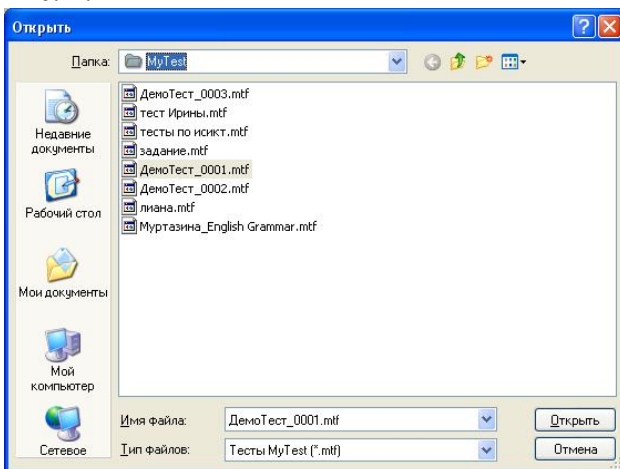 Открыть
Папка:
MyTest
ДемоТест_0003.mtf
тест Ирины.mtf
тесты по исикт.mtf
задание.mtf
ДемоТест_0001.mtf
ДемоТест_0002.mtf
лиана.mtf
Муртазина_English Grammar.mtf
Недавние
документы
Рабочий стол
Мои документы
Мой
компьютер
Сетевое
Имя файла:
ДемоТест_0001.mtf
Открыть
Тип файлов:
Тесты MyTest (*.mtf)
Отмена